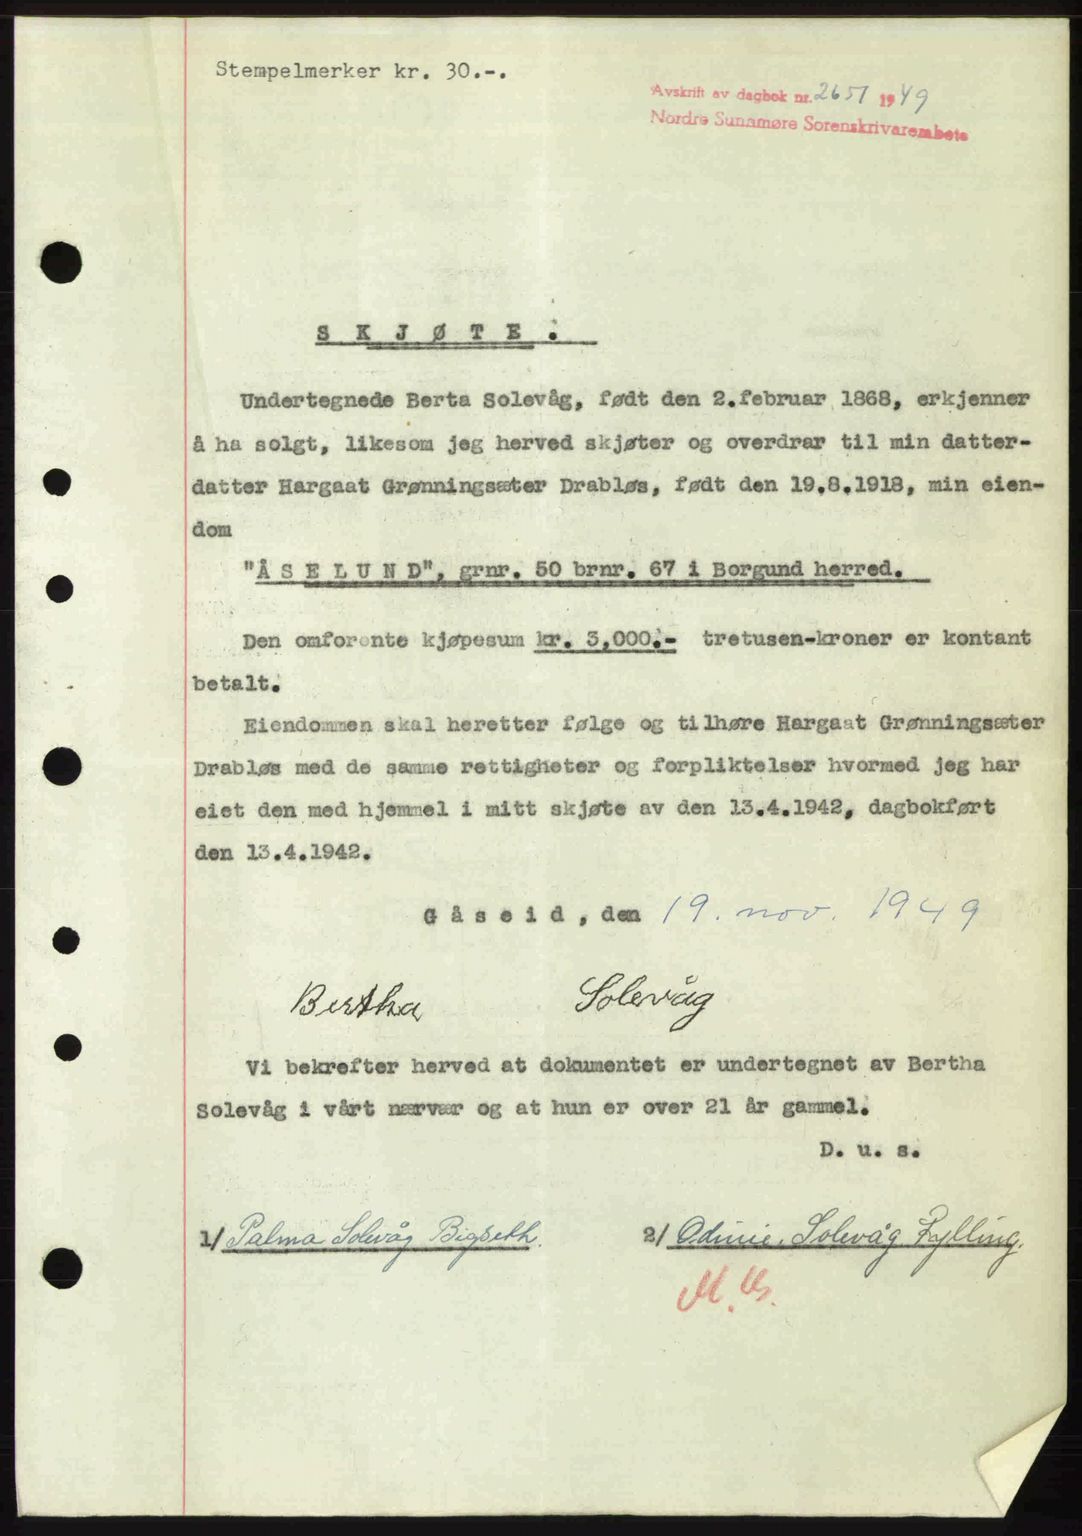 Stempelmerker kr. 30.-.
Avskrift av dagbok nr. 2651 1949
Nordre Sunnmøre Sorenskrivarembete
S K J Ø T E .
Undertegnede Berta Solevåg, født den 2.februar 1868, erkjenner
å ha solgt, likesom jeg herved skjøter og overdrar til min datter-
datter Hargaat Grønningsæter Drabløs, født den 19.8.1918, min eien-
dom
"Å S E L U N D", grnr. 50 brnr. 67 i Borgund herred.
Den omforente kjøpesum kr. 3,000.- tretusen-kroner er kontant
betalt.
Eiendommen skal heretter følge og tilhøre Hargaat Grønningsæter
Drabløs med de samme rettigheter og forpliktelser hvormed jeg har
eiet den med hjemmel i mitt skjøte av den 13.4.1942, dagbokført
den 13.4.1942.
G å s e i d , den 19. nov. 1949
Bertha Solevåg
Vi bekrefter herved at dokumentet er undertegnet av Bertha
Solevåg i vårt nærvær og at hun er over 21 år gammel.
D. u. s.
1/ Palma Solevåg Bigseth. 2/ Odinie Solevåg Fylling.